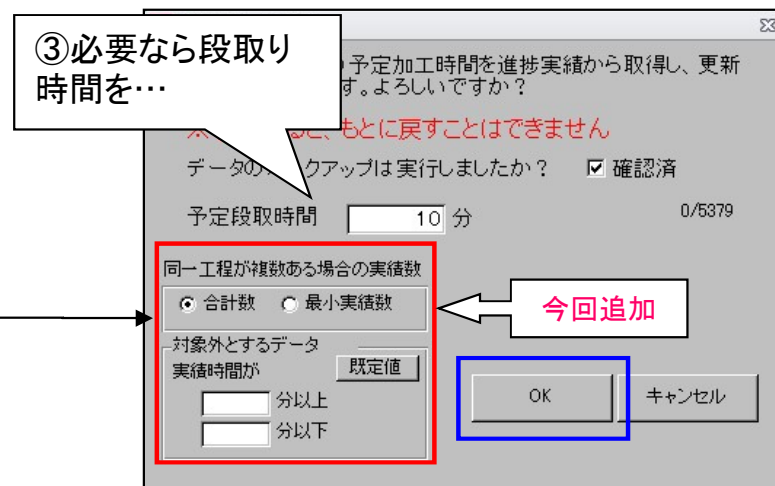 ③必要なら段取り
時間を…
予定加工時間を進捗実績から取得し、更新
す。よろしいですか？
もとに戻すことはできません
データの
クアップは実行しましたか？ 確認済
予定段取時間 10 分 0/5379
同一工程が複数ある場合の実績数
合計数 最小実績数
今回追加
対象外とするデータ
実績時間が 既定値
分以上
分以下
OK キャンセル